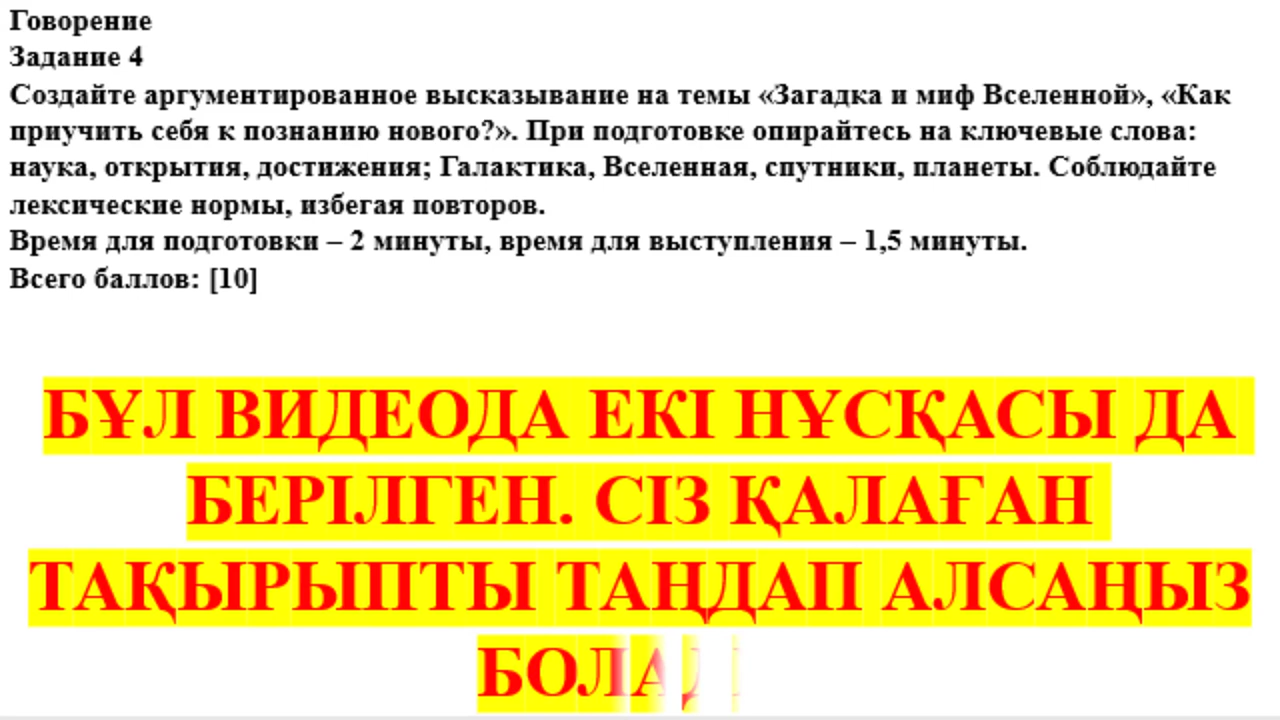 Говорение
Задание 4
Создайте аргументированное высказывание на темы «Загадка и миф Вселенной», «Как
приучить себя к познанию нового?». При подготовке опирайтесь на ключевые слова:
наука, открытия, достижения; Галактика, Вселенная, спутники, планеты. Соблюдайте
лексические нормы, избегая повторов.
Время для подготовки – 2 минуты, время для выступления – 1,5 минуты.
Всего баллов: [10]
БҰЛ ВИДЕОДА ЕКІ НҰСҚАСЫ ДА
БЕРІЛГЕН. СІЗ ҚАЛАҒАН
ТАҚЫРЫПТЫ ТАҢДАП АЛСАҢЫЗ